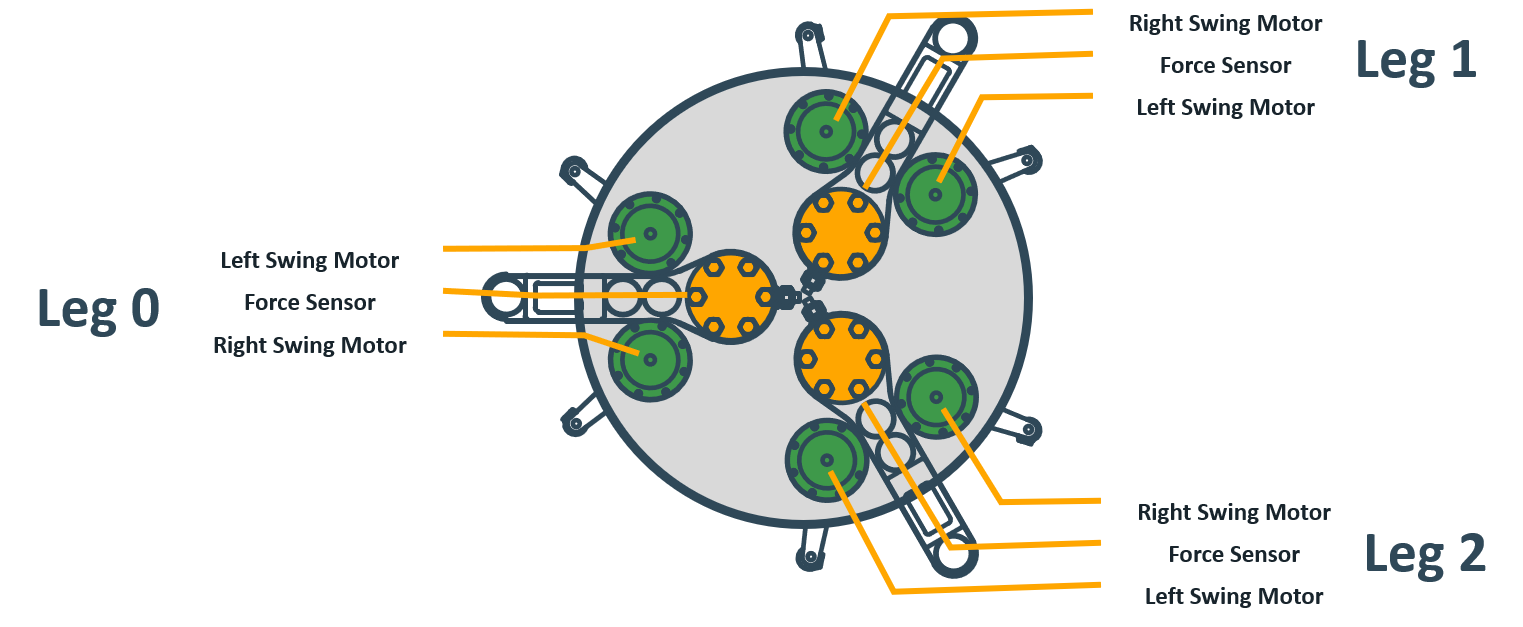 Leg 0
Left Swing Motor
Force Sensor
Right Swing Motor
Right Swing Motor
Force Sensor
Left Swing Motor
Leg 1
Right Swing Motor
Force Sensor
Left Swing Motor
Leg 2